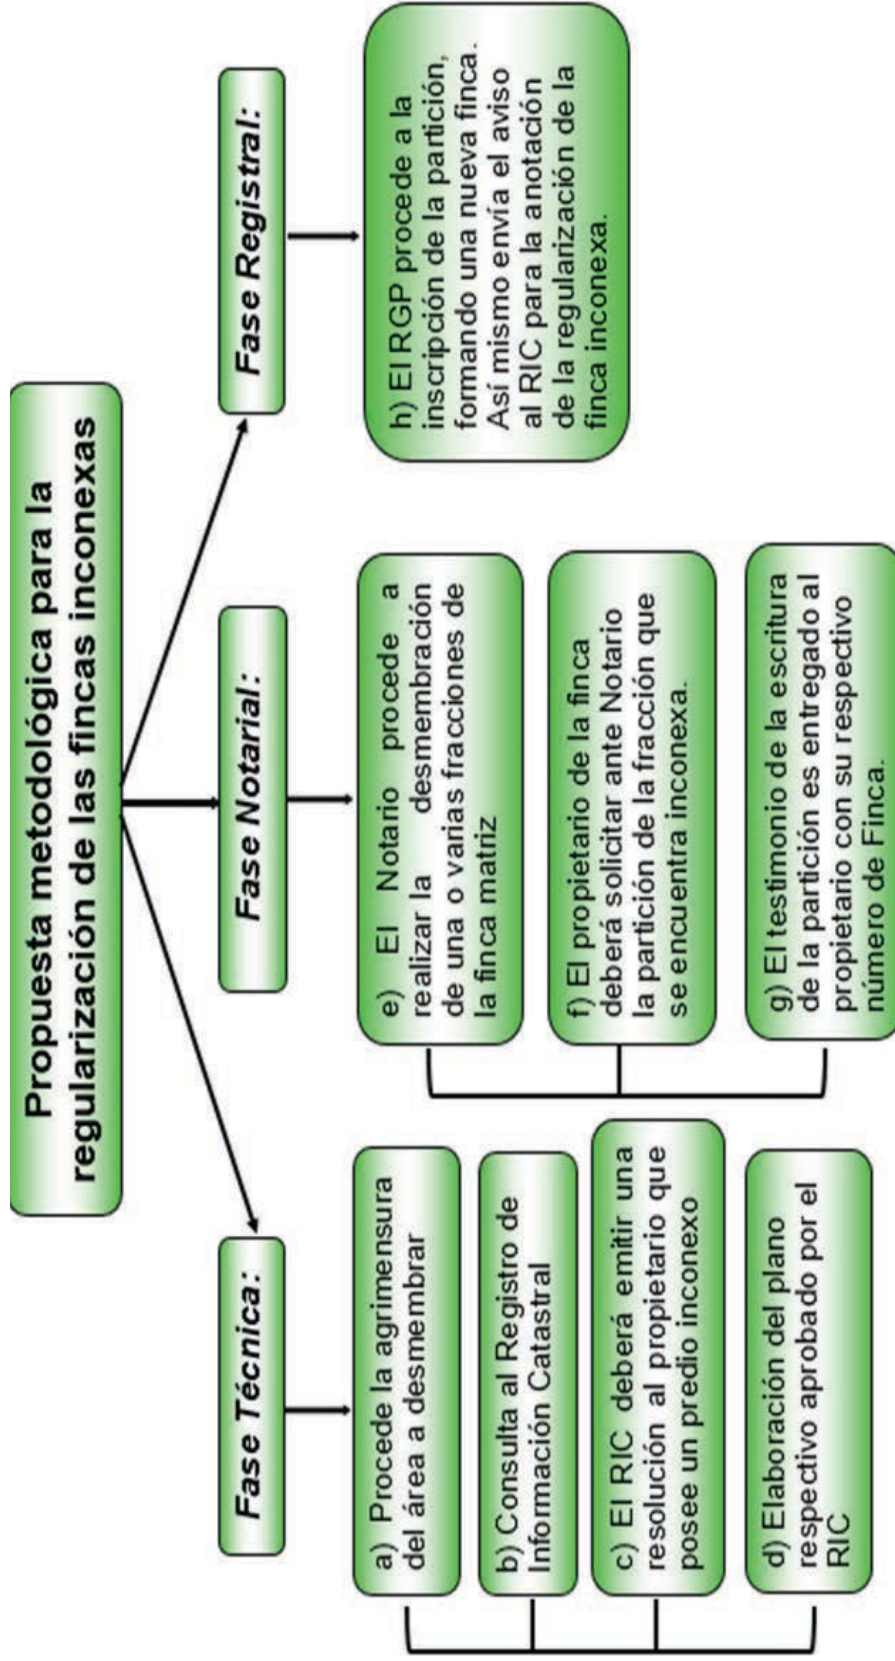 Propuesta metodológica para la
regularización de las fincas inconexas
Fase Técnica:
a) Procede la agrimensura
del área a desmembrar
b) Consulta al Registro de
Información Catastral
c) El RIC deberá emitir una
resolución al propietario que
posee un predio inconexo
d) Elaboración del plano
respectivo aprobado por el
RIC
Fase Notarial:
e) El Notario procede a
realizar la desmembración
de una o varias fracciones de
la finca matriz
f) El propietario de la finca
deberá solicitar ante Notario
la partición de la fracción que
se encuentra inconexa.
g) El testimonio de la escritura
de la partición es entregado al
propietario con su respectivo
número de Finca.
Fase Registral:
h) El RGP procede a la
inscripción de la partición,
formando una nueva finca.
Así mismo envía el aviso
al RIC para la anotación
de la regularización de la
finca inconexa.